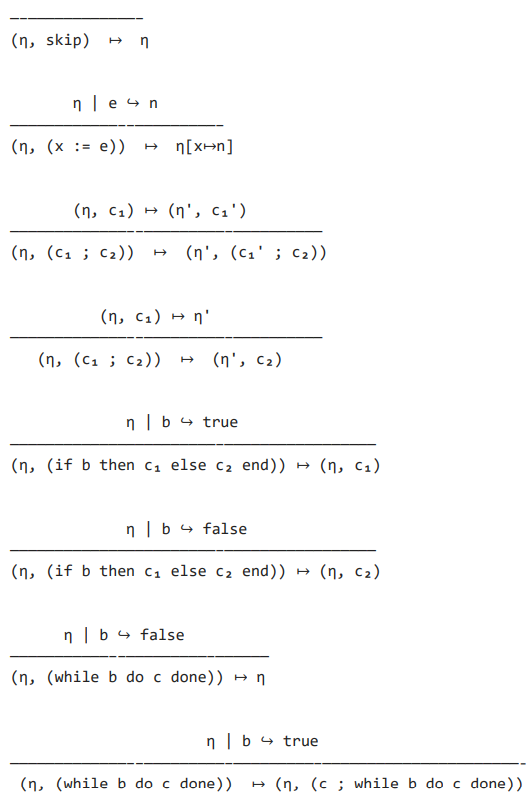 (η, skip) ↦ η
η | e ↪ n
(η, (x := e)) ↦ η[x↦n]
(η, c₁) ↦ (η', c₁')
(η, (c₁ ; c₂)) ↦ (η', (c₁' ; c₂))
(η, c₁) ↦ η'
(η, (c₁ ; c₂)) ↦ (η', c₂)
η | b ↪ true
(η, (if b then c₁ else c₂ end)) ↦ (η, c₁)
η | b ↪ false
(η, (if b then c₁ else c₂ end)) ↦ (η, c₂)
η | b ↪ false
(η, (while b do c done)) ↦ η
η | b ↪ true
(η, (while b do c done)) ↦ (η, (c ; while b do c done))